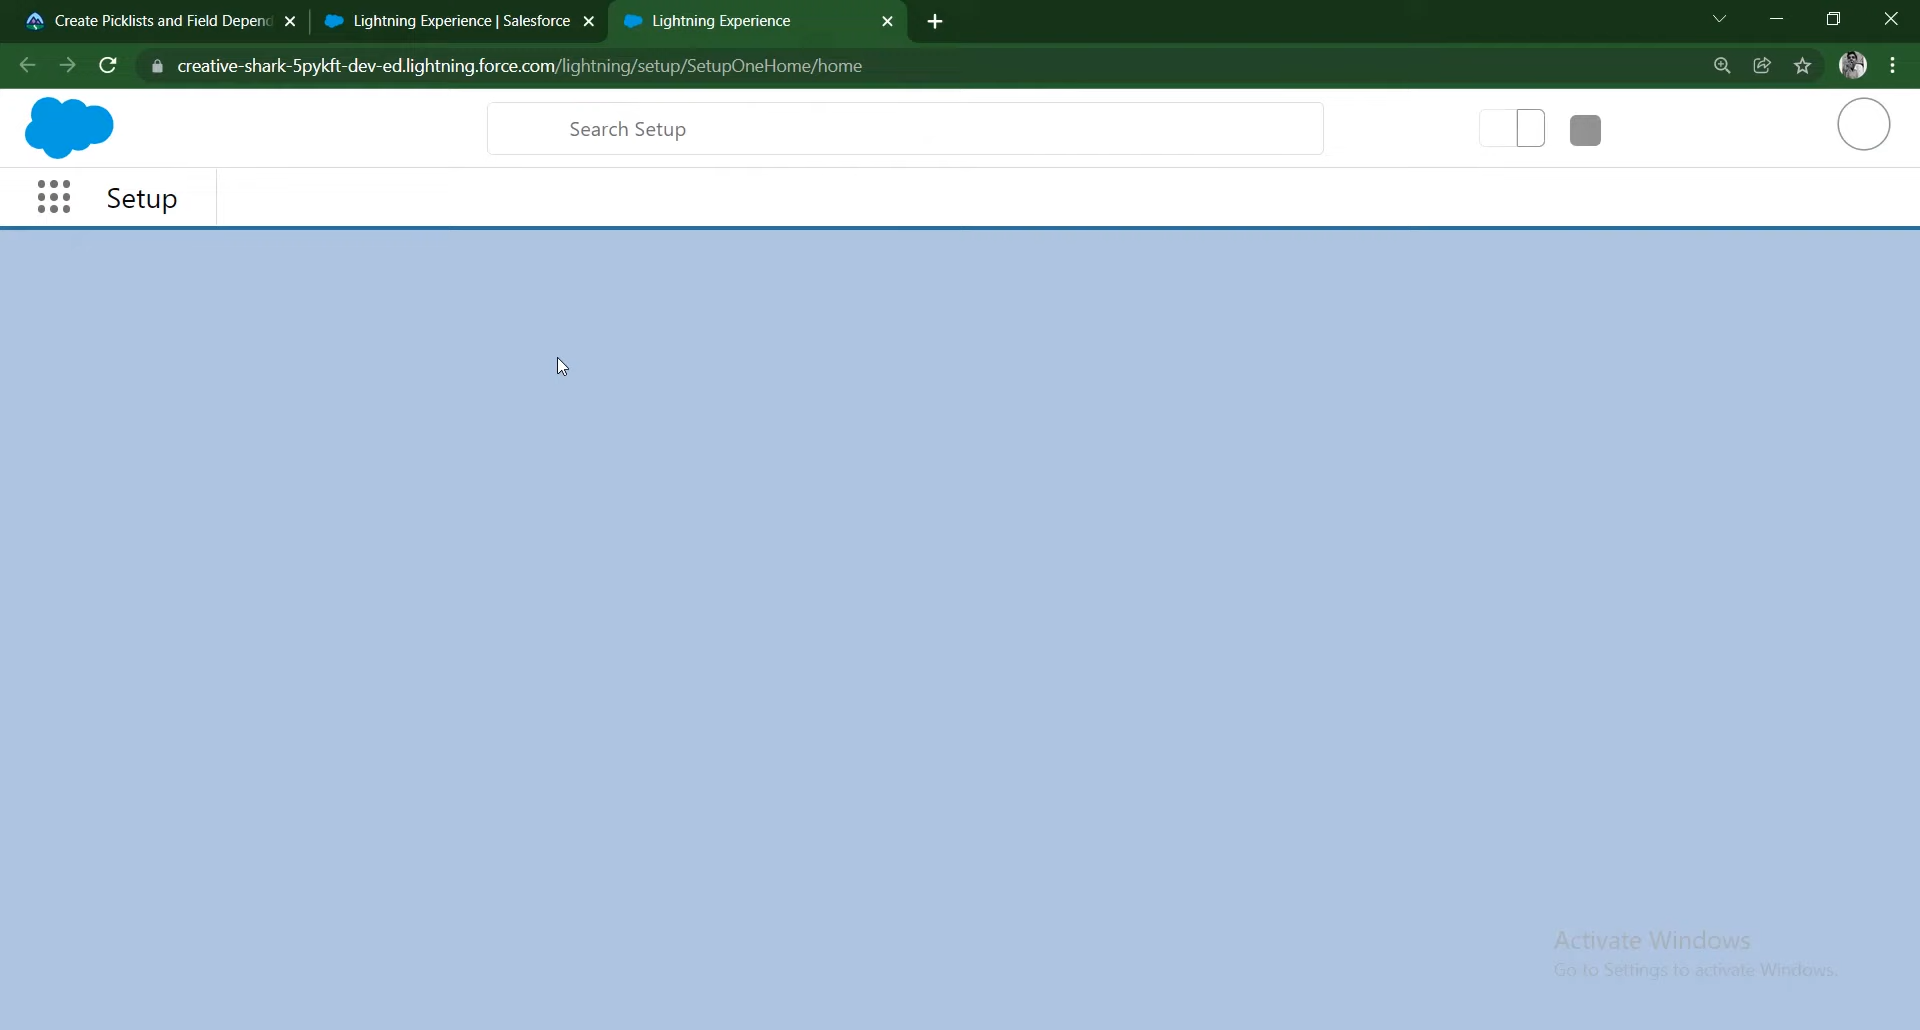 Create Picklists and Field Depend
Lightning Experience | Salesforce
Lightning Experience
creative-shark-5pykft-dev-ed.lightning.force.com/lightning/setup/SetupOneHome/home
Search Setup
Setup
Activate Windows
Go to Settings to activate Windows.